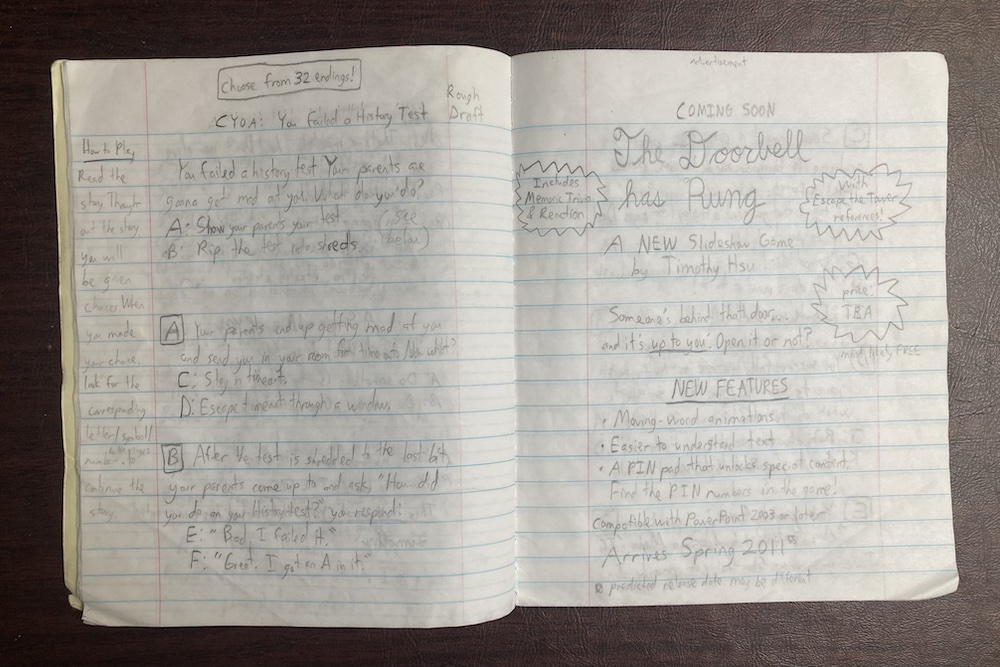 Choose from 32 endings!
Rough
Draft
CYOA: You Failed a History Test
How to Play
Read the
story. Through
out the story
you will
be given
choices. When
you made
your choice,
look for the
corresponding
letter/symbol/
number to
continue the
story.
You failed a history test. Your parents are
gonna get mad at you. What do you do?
A: Show your parents your test (see
B: Rip the test into shreds below)
A Your parents end up getting mad at you
and send you in your room for time outs. Now what?
C: Stay in timeout.
D: Escape timeout through a window.
B After the test is shredded to the last bit,
your parents come up to and ask, "How did
you do on your history test?" you respond:
E: "Bad, I failed it."
F: "Great. I got an A in it."
Advertisement
COMING SOON
The Doorbell
has Rung
Includes
Memoric Trivia
& Reaction
With
Escape the Tower
references!
A NEW Slideshow Game
by Timothy Hsu
price:
TBA
most likely FREE
Someone's behind that door...
and it's up to you. Open it or not?
NEW FEATURES
• Moving-word animations
• Easier to understand text
• A PIN pad that unlocks special content.
Find the PIN numbers in the game.
Compatible with PowerPoint 2003 or later
Arrives Spring 2011
predicted release date may be different